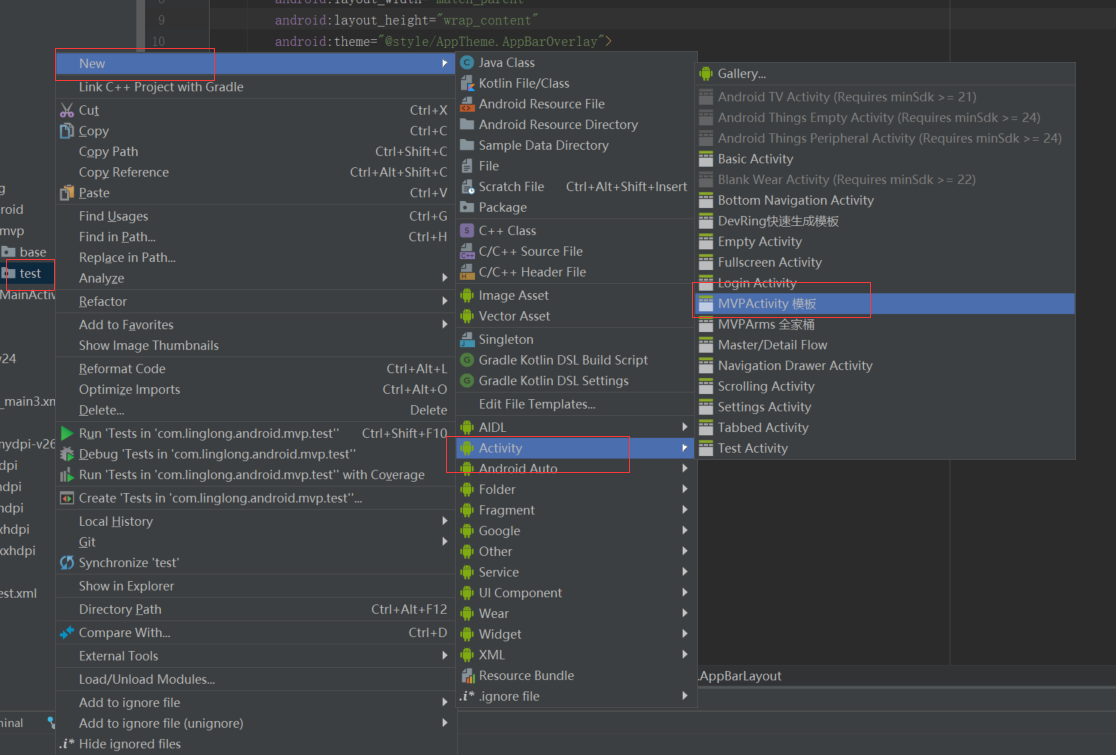 8
android:layout_width="match_parent"
9
android:layout_height="wrap_content"
10
android:theme="@style/AppTheme.AppBarOverlay">
roid
mvp
base
test
MainActiv
v24
_main3.xm
nydpi-v26
dpi
hdpi
xhdpi
xxhdpi
est.xml
ninal
New
Link C++ Project with Gradle
Cut Ctrl+X
Copy Ctrl+C
Copy Path Ctrl+Shift+C
Copy Reference Ctrl+Alt+Shift+C
Paste Ctrl+V
Find Usages Ctrl+G
Find in Path... Ctrl+H
Replace in Path...
Analyze
Refactor
Add to Favorites
Show Image Thumbnails
Reformat Code Ctrl+Alt+L
Optimize Imports Ctrl+Alt+O
Delete... Delete
Run 'Tests in 'com.linglong.android.mvp.test'' Ctrl+Shift+F10
Debug 'Tests in 'com.linglong.android.mvp.test''
Run 'Tests in 'com.linglong.android.mvp.test'' with Coverage
Create 'Tests in 'com.linglong.android.mvp.test''...
Local History
Git
Synchronize 'test'
Show in Explorer
Directory Path Ctrl+Alt+F12
Compare With... Ctrl+D
External Tools
Load/Unload Modules...
Add to ignore file
Add to ignore file (unignore)
.i* Hide ignored files
Java Class
Kotlin File/Class
Android Resource File
Android Resource Directory
Sample Data Directory
File
Scratch File Ctrl+Alt+Shift+Insert
Package
C++ Class
C/C++ Source File
C/C++ Header File
Image Asset
Vector Asset
Singleton
Gradle Kotlin DSL Build Script
Gradle Kotlin DSL Settings
Edit File Templates...
AIDL
Activity
Android Auto
Folder
Fragment
Google
Other
Service
UI Component
Wear
Widget
XML
Resource Bundle
.i* .ignore file
Gallery...
Android TV Activity (Requires minSdk >= 21)
Android Things Empty Activity (Requires minSdk >= 24)
Android Things Peripheral Activity (Requires minSdk >= 24)
Basic Activity
Blank Wear Activity (Requires minSdk >= 22)
Bottom Navigation Activity
DevRing快速生成模板
Empty Activity
Fullscreen Activity
Login Activity
MVPActivity 模板
MVPArms 全家桶
Master/Detail Flow
Navigation Drawer Activity
Scrolling Activity
Settings Activity
Tabbed Activity
Test Activity
.AppBarLayout